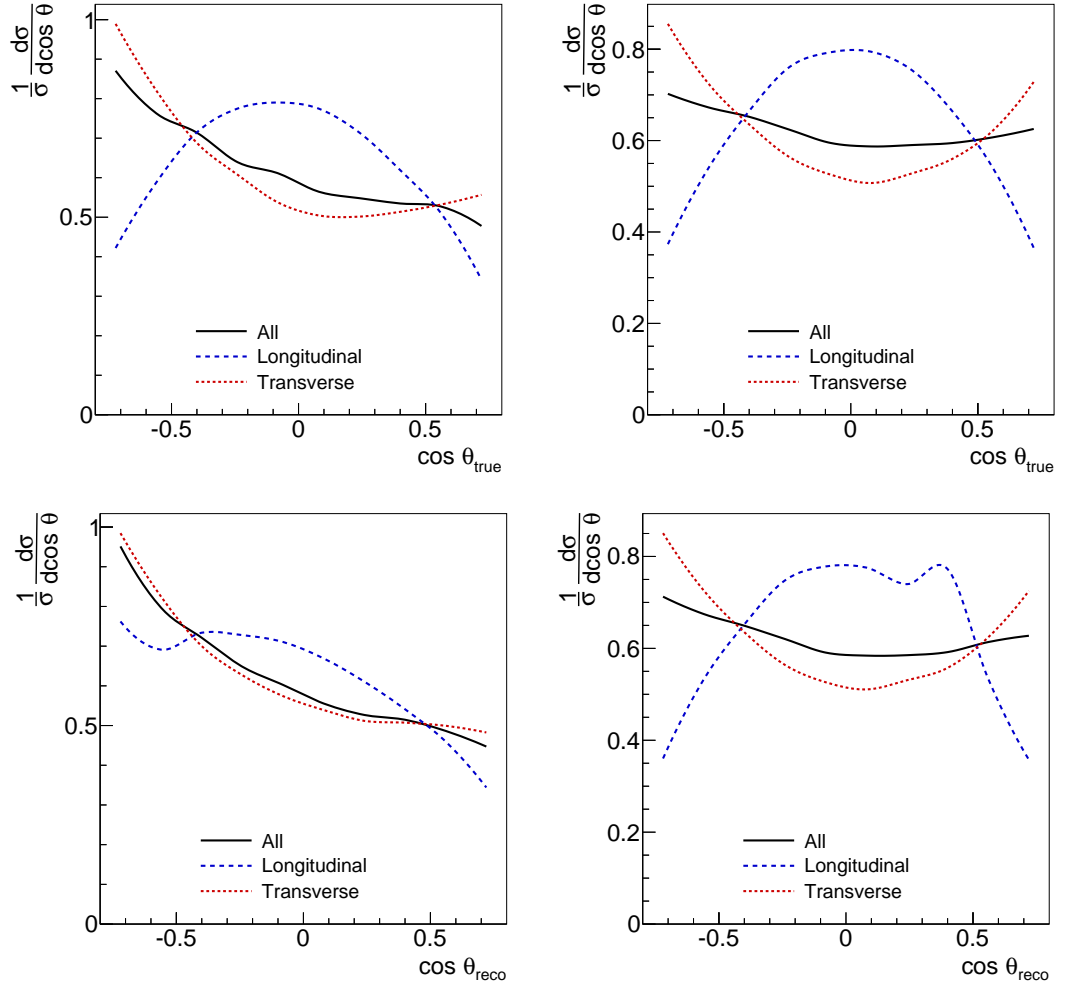 1/σ dσ/dcos θ
1
0.5
0
-0.5 0 0.5
cos θ_true
All
Longitudinal
Transverse
1/σ dσ/dcos θ
0.8
0.6
0.4
0.2
0
-0.5 0 0.5
cos θ_true
All
Longitudinal
Transverse
1/σ dσ/dcos θ
1
0.5
0
-0.5 0 0.5
cos θ_reco
All
Longitudinal
Transverse
1/σ dσ/dcos θ
0.8
0.6
0.4
0.2
0
-0.5 0 0.5
cos θ_reco
All
Longitudinal
Transverse